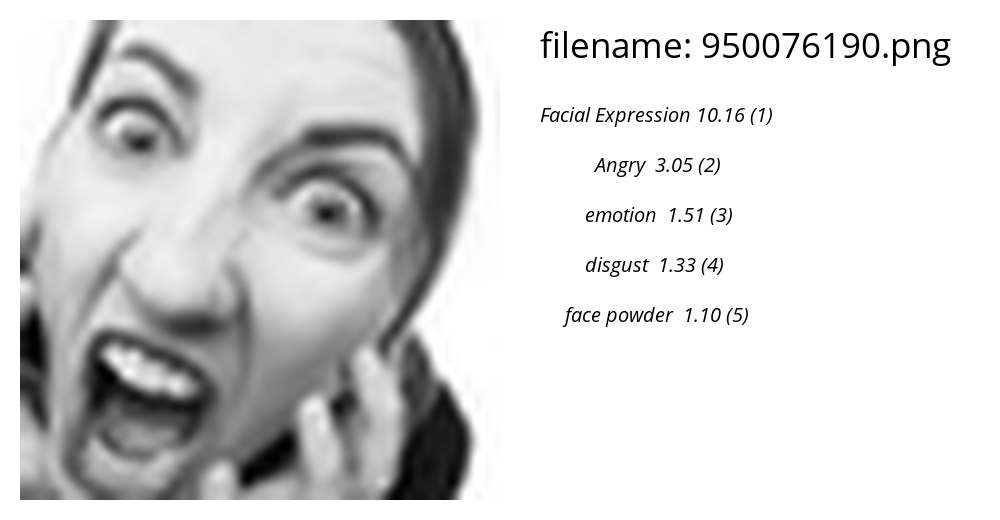 filename: 950076190.png
Facial Expression 10.16 (1)
Angry 3.05 (2)
emotion 1.51 (3)
disgust 1.33 (4)
face powder 1.10 (5)